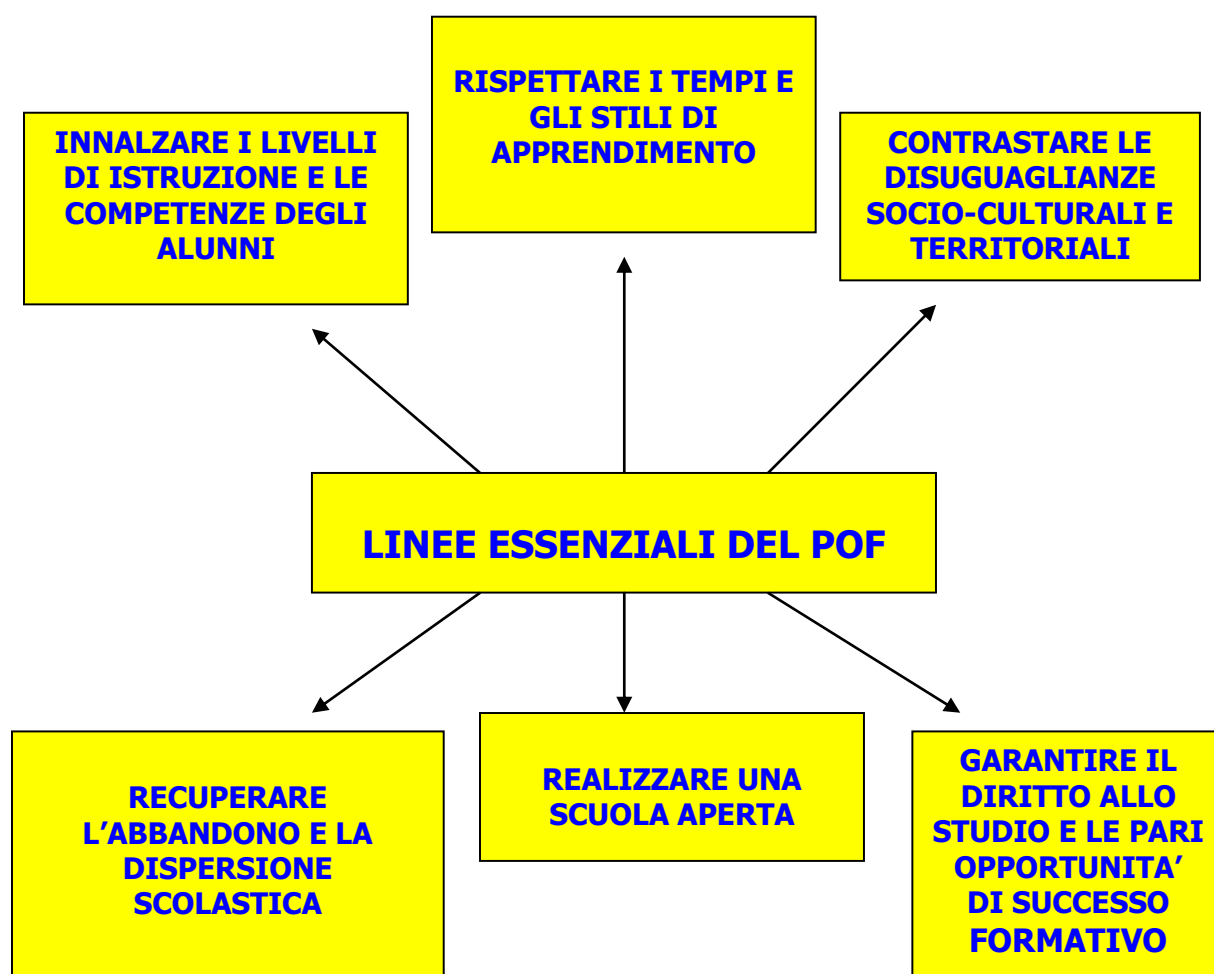 INNALZARE I LIVELLI
DI ISTRUZIONE E LE
COMPETENZE DEGLI
ALUNNI
RISPETTARE I TEMPI E
GLI STILI DI
APPRENDIMENTO
CONTRASTARE LE
DISUGUAGLIANZE
SOCIO-CULTURALI E
TERRITORIALI
LINEE ESSENZIALI DEL POF
RECUPERARE
L’ABBANDONO E LA
DISPERSIONE
SCOLASTICA
REALIZZARE UNA
SCUOLA APERTA
GARANTIRE IL
DIRITTO ALLO
STUDIO E LE PARI
OPPORTUNITA’
DI SUCCESSO
FORMATIVO